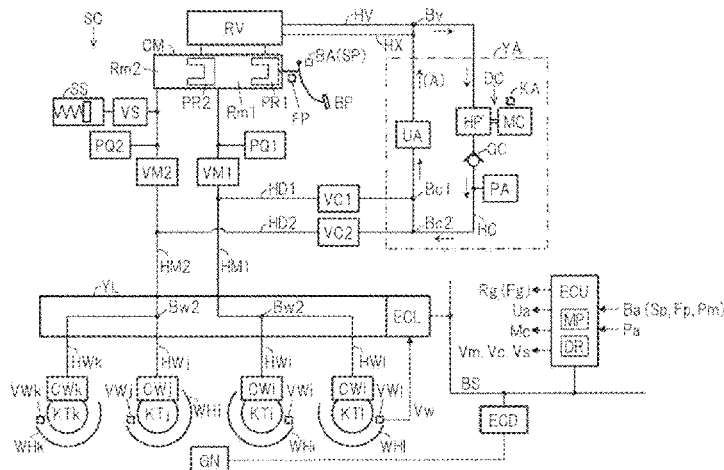 SC
RV
HV
Bv
HX
YA
CM
Rm2
BA(SP)
(A)
DC
KA
SS
VS
PR2
Rm1
PR1
FP
BP
UA
HP
MC
GC
PQ2
PQ1
VM2
VM1
PA
HD1
VC1
Bc1
HD2
VC2
Bc2
HC
HM2
HM1
YL
Bw2
Bw2
ECL
Rg(Fg)
ECU
Ua
MP
Ba(Sp, Fp, Pm)
Mc
Pa
Vm, Vc, Vs
DR
HWk
HWj
HWi
HWl
BS
VWk
CWk
VWj
CWj
CWi
VWi
CWl
VWl
Vw
KTk
KTj
WHj
KTi
KTl
WHk
WHi
WHl
ECD
GN